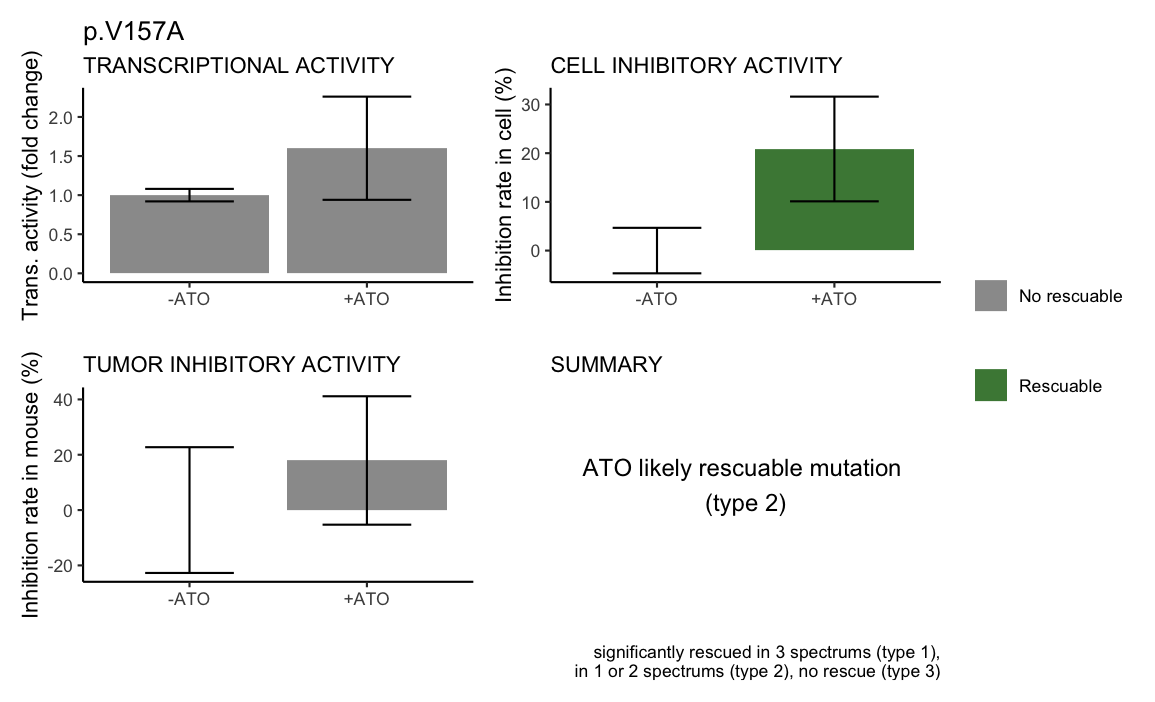 p.V157A
TRANSCRIPTIONAL ACTIVITY
Trans. activity (fold change)
2.0
1.5
1.0
0.5
0.0
-ATO
+ATO
CELL INHIBITORY ACTIVITY
Inhibition rate in cell (%)
30
20
10
0
-ATO
+ATO
No rescuable
Rescuable
TUMOR INHIBITORY ACTIVITY
Inhibition rate in mouse (%)
40
20
0
-20
-ATO
+ATO
SUMMARY
ATO likely rescuable mutation
(type 2)
significantly rescued in 3 spectrums (type 1),
in 1 or 2 spectrums (type 2), no rescue (type 3)